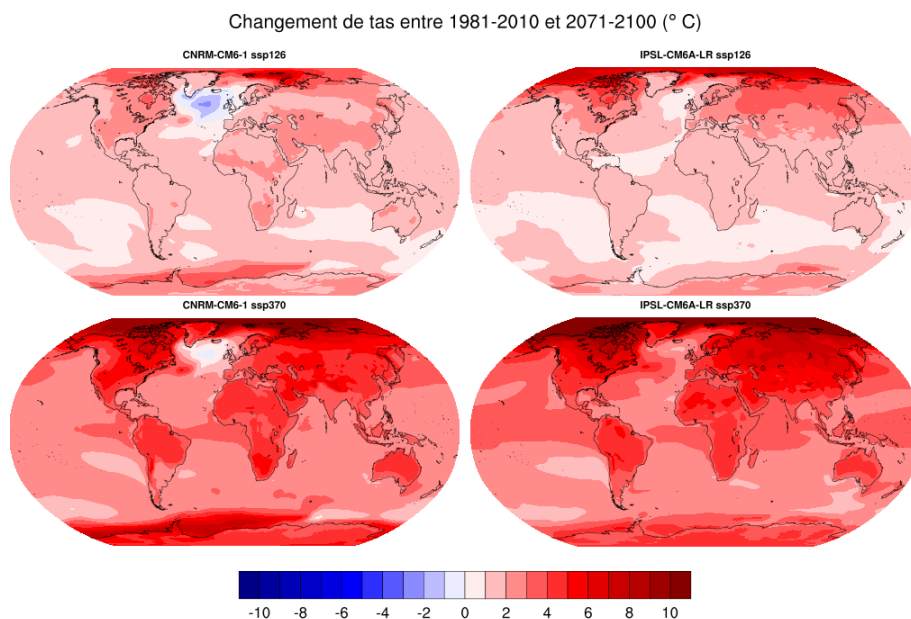 Changement de tas entre 1981-2010 et 2071-2100 (° C)
CNRM-CM6-1 ssp126
IPSL-CM6A-LR ssp126
CNRM-CM6-1 ssp370
IPSL-CM6A-LR ssp370
-10 -8 -6 -4 -2 0 2 4 6 8 10